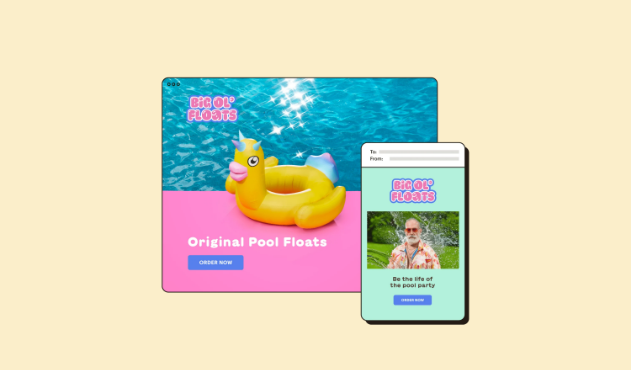 BiG OL'
FLOatS
Original Pool Floats
ORDER NOW
To:
From:
BiG OL'
FLOatS
Be the life of
the pool party
ORDER NOW